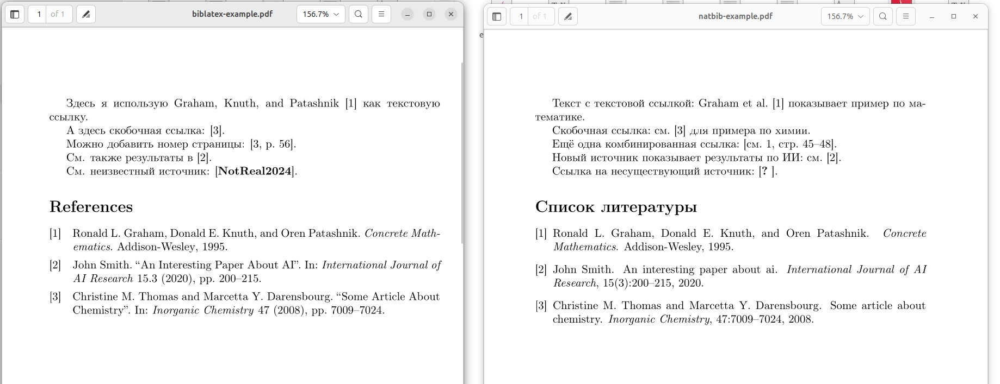 1 of 1
biblatex-example.pdf
156.7%
Здесь я использую Graham, Knuth, and Patashnik [1] как текстовую
ссылку.
А здесь скобочная ссылка: [3].
Можно добавить номер страницы: [3, p. 56].
См. также результаты в [2].
См. неизвестный источник: [NotReal2024].
References
[1] Ronald L. Graham, Donald E. Knuth, and Oren Patashnik. Concrete Math-
ematics. Addison-Wesley, 1995.
[2] John Smith. “An Interesting Paper About AI”. In: International Journal of
AI Research 15.3 (2020), pp. 200–215.
[3] Christine M. Thomas and Marcetta Y. Darensbourg. “Some Article About
Chemistry”. In: Inorganic Chemistry 47 (2008), pp. 7009–7024.
e
1 of 1
natbib-example.pdf
156.7%
Текст с текстовой ссылкой: Graham et al. [1] показывает пример по ма-
тематике.
Скобочная ссылка: см. [3] для примера по химии.
Ещё одна комбинированная ссылка: [см. 1, стр. 45–48].
Новый источник показывает результаты по ИИ: см. [2].
Ссылка на несуществующий источник: [? ].
Список литературы
[1] Ronald L. Graham, Donald E. Knuth, and Oren Patashnik. Concrete
Mathematics. Addison-Wesley, 1995.
[2] John Smith. An interesting paper about ai. International Journal of AI
Research, 15(3):200–215, 2020.
[3] Christine M. Thomas and Marcetta Y. Darensbourg. Some article about
chemistry. Inorganic Chemistry, 47:7009–7024, 2008.